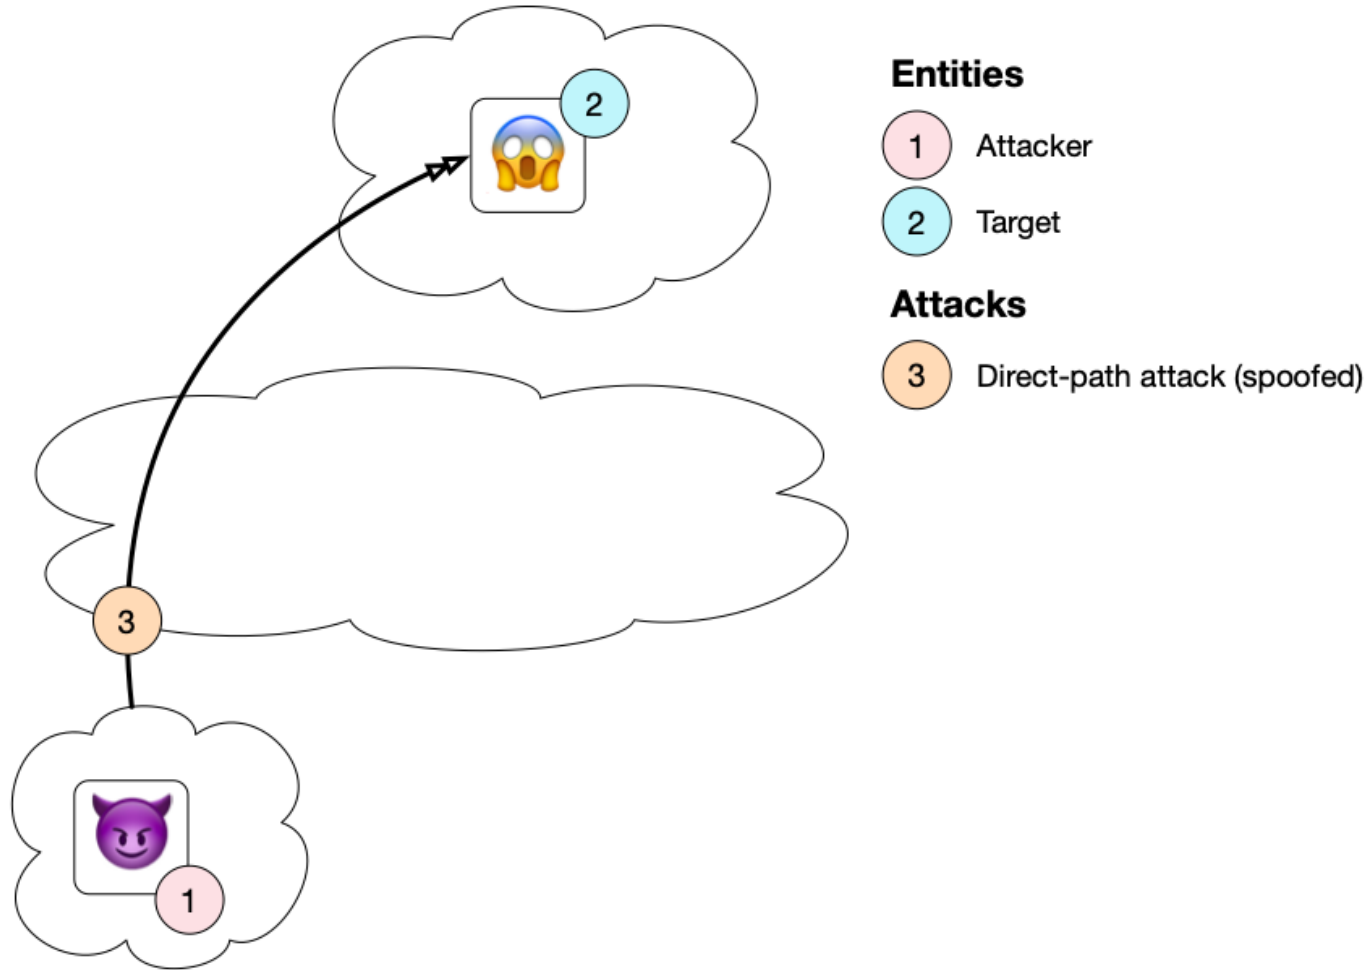 2
3
1
Entities
1 Attacker
2 Target
Attacks
3 Direct-path attack (spoofed)